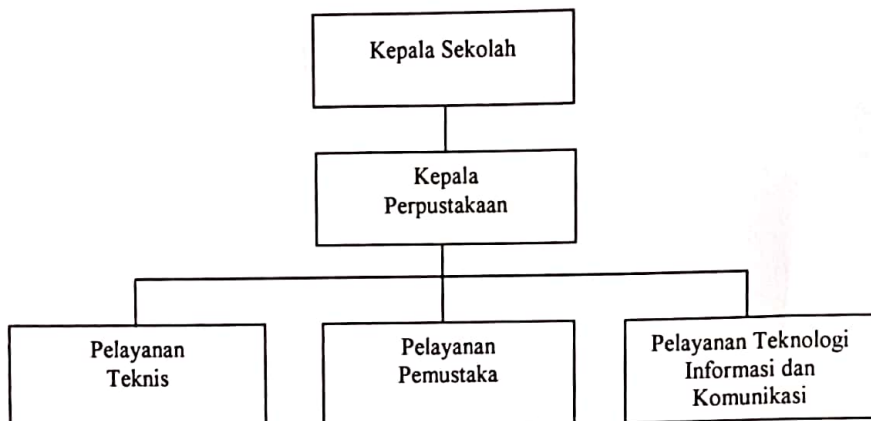 Kepala Sekolah
Kepala
Perpustakaan
Pelayanan
Teknis
Pelayanan
Pemustaka
Pelayanan Teknologi
Informasi dan
Komunikasi